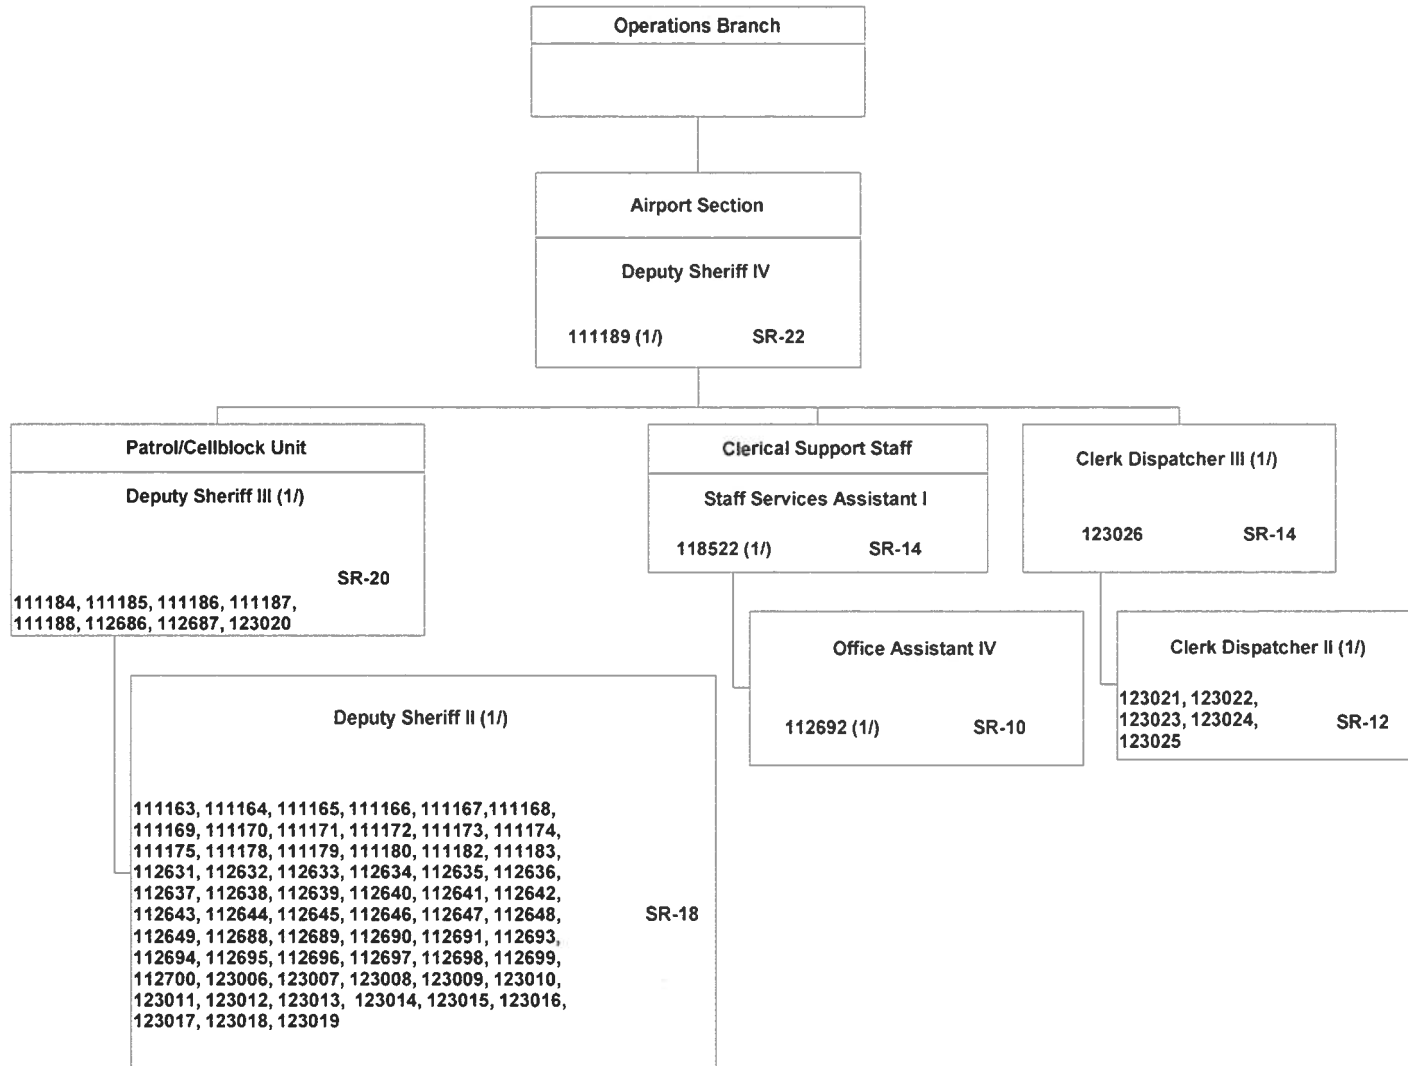 Operations Branch
Airport Section
Deputy Sheriff IV
111189 (1/) SR-22
Patrol/Cellblock Unit
Deputy Sheriff III (1/)
SR-20
111184, 111185, 111186, 111187,
111188, 112686, 112687, 123020
Clerical Support Staff
Staff Services Assistant I
118522 (1/) SR-14
Clerk Dispatcher III (1/)
123026 SR-14
Office Assistant IV
112692 (1/) SR-10
Clerk Dispatcher II (1/)
123021, 123022,
123023, 123024,
123025
SR-12
Deputy Sheriff II (1/)
111163, 111164, 111165, 111166, 111167,111168,
111169, 111170, 111171, 111172, 111173, 111174,
111175, 111178, 111179, 111180, 111182, 111183,
112631, 112632, 112633, 112634, 112635, 112636,
112637, 112638, 112639, 112640, 112641, 112642,
112643, 112644, 112645, 112646, 112647, 112648,
112649, 112688, 112689, 112690, 112691, 112693,
112694, 112695, 112696, 112697, 112698, 112699,
112700, 123006, 123007, 123008, 123009, 123010,
123011, 123012, 123013, 123014, 123015, 123016,
123017, 123018, 123019
SR-18